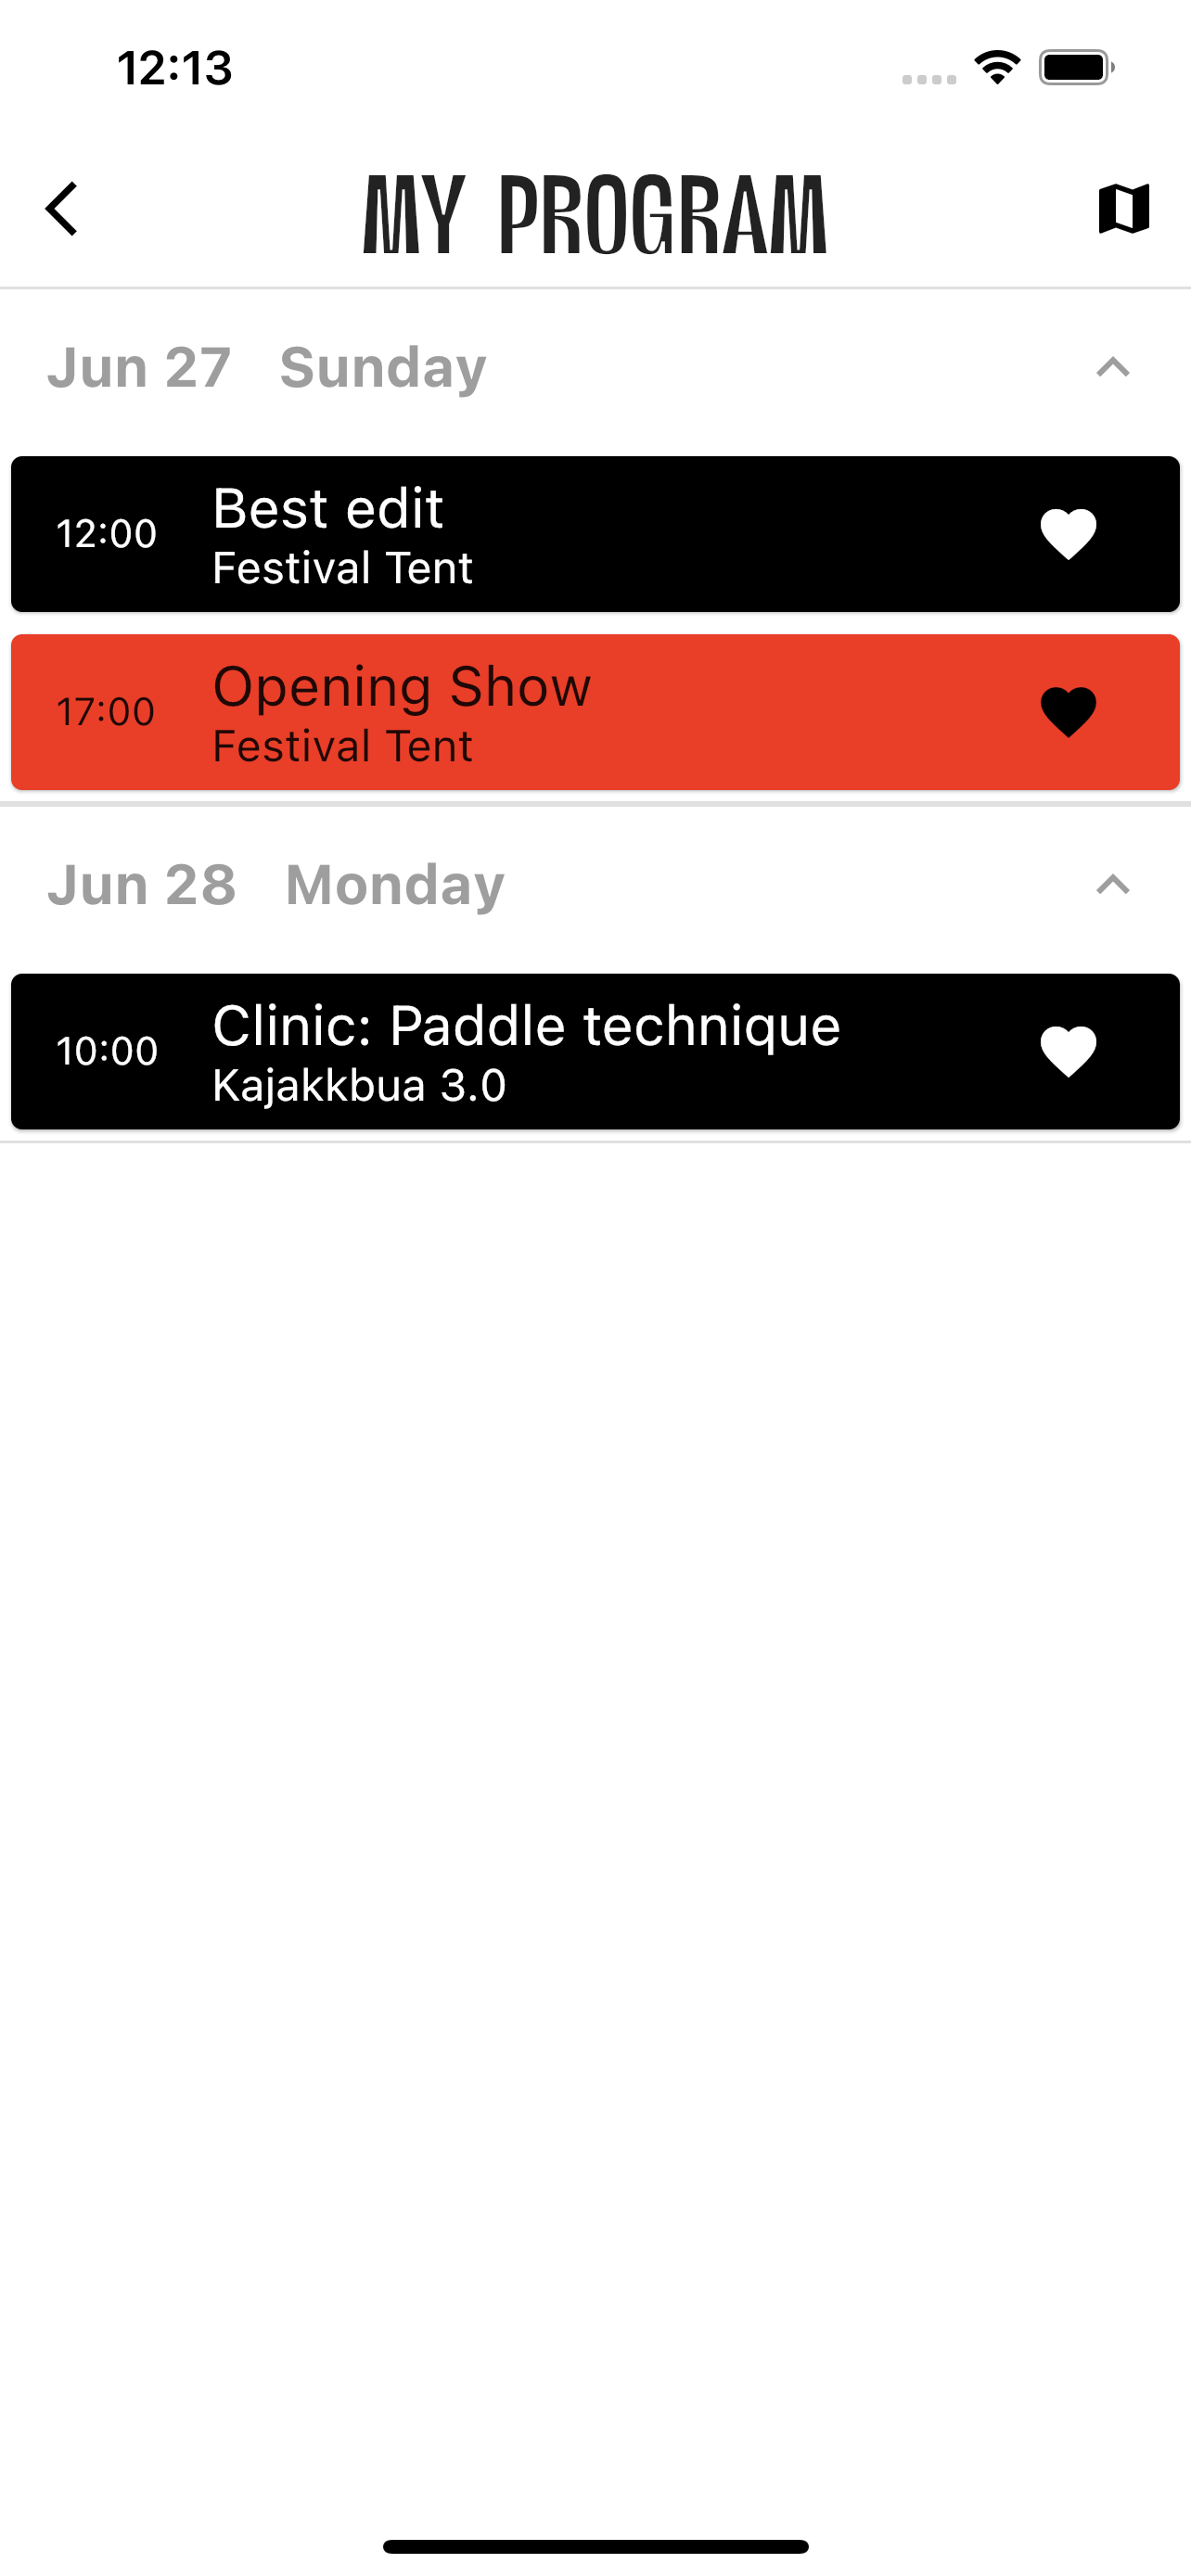 12:13
MY PROGRAM
Jun 27 Sunday
12:00
Best edit
Festival Tent
17:00
Opening Show
Festival Tent
Jun 28 Monday
10:00
Clinic: Paddle technique
Kajakkbua 3.0